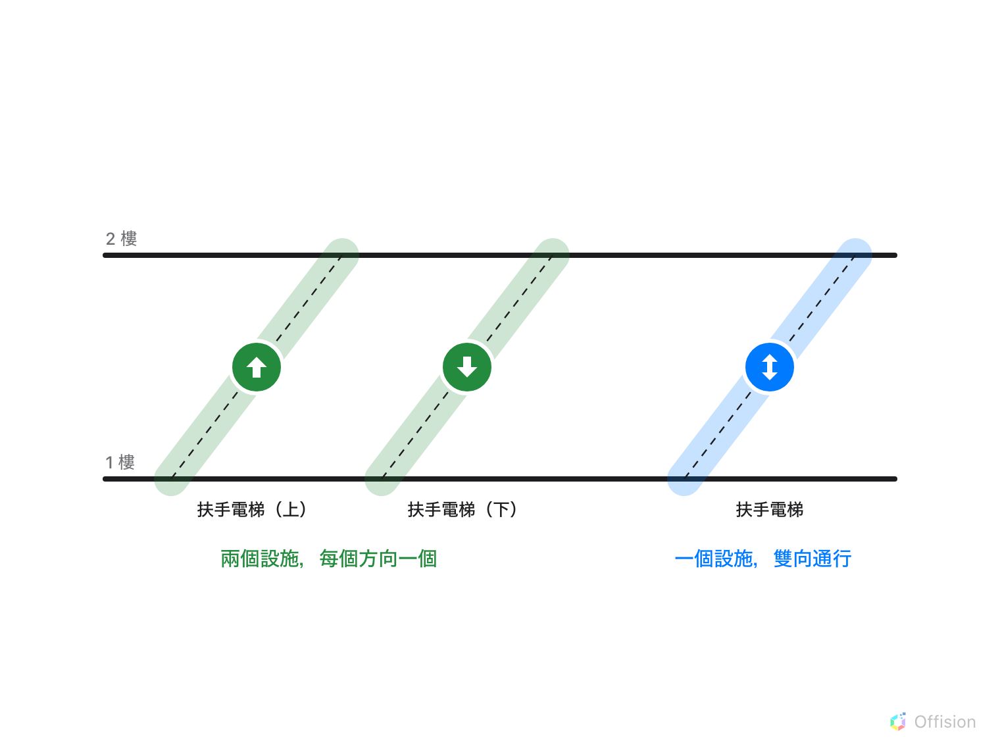 2 樓
1 樓
扶手電梯（上）
扶手電梯（下）
扶手電梯
兩個設施，每個方向一個
一個設施，雙向通行
Offision